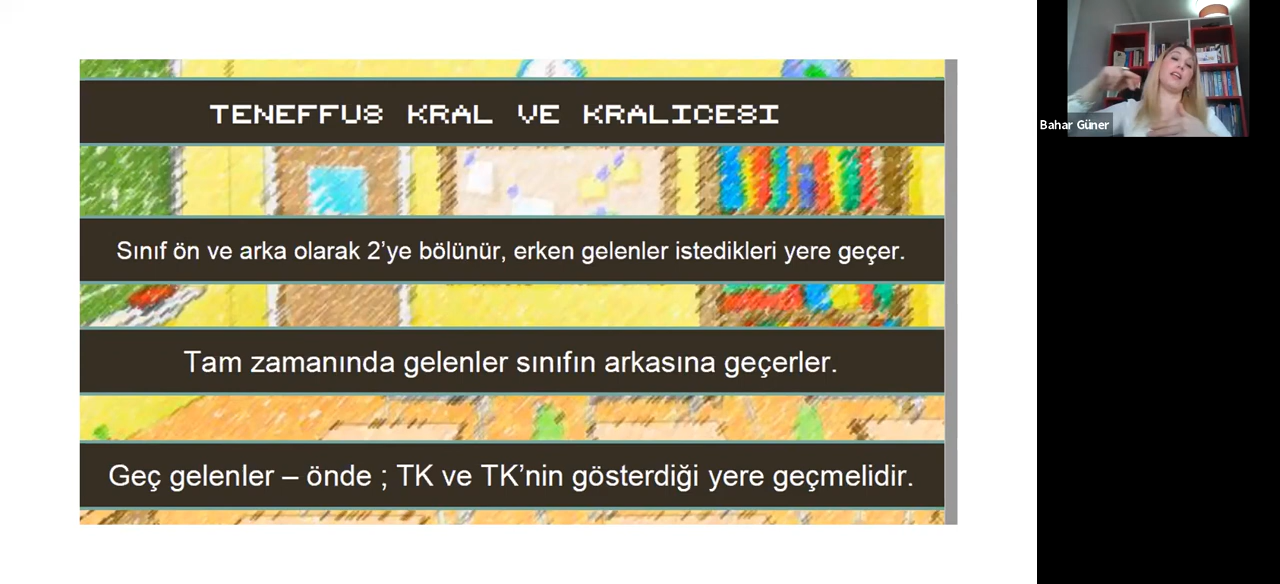 TENEFFUS KRAL VE KRALICESI
Sınıf ön ve arka olarak 2’ye bölünür, erken gelenler istedikleri yere geçer.
Tam zamanında gelenler sınıfın arkasına geçerler.
Geç gelenler – önde ; TK ve TK’nin gösterdiği yere geçmelidir.
Bahar Güner